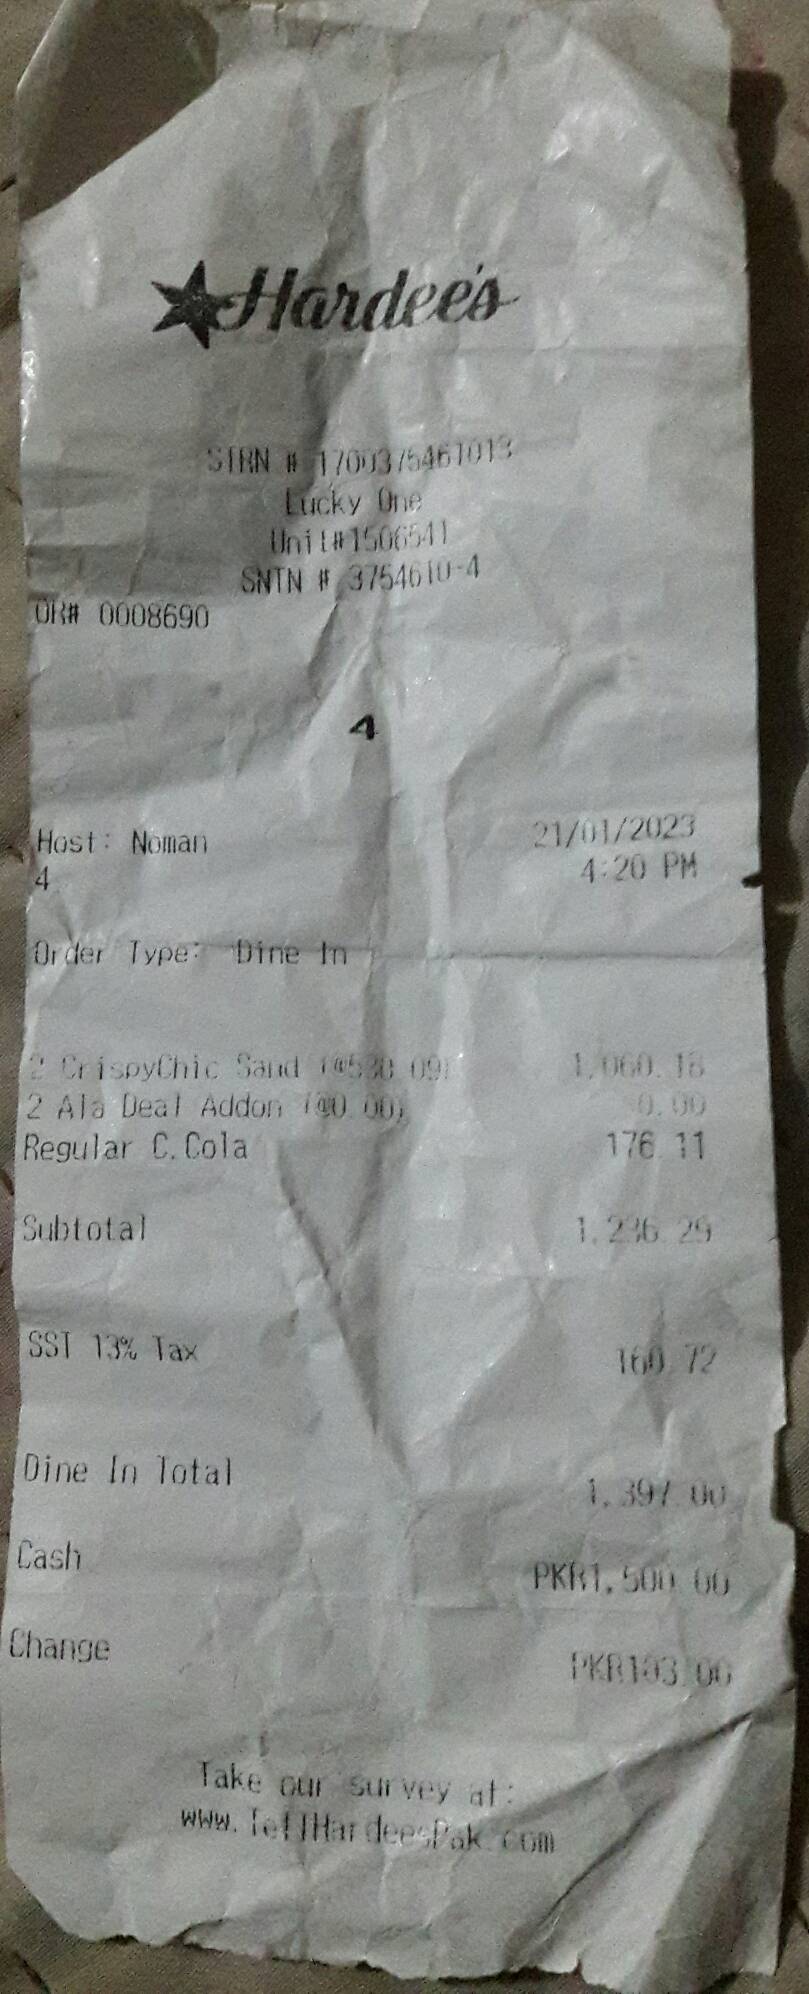 Hardee's
STRN # 1700375461013
Lucky One
Unit#1506541
SNTN # 3754610-4
OR# 0008690
4
Host: Noman 21/01/2023
4 4:20 PM
Order Type: Dine In
2 CrispyChic Sand (@530.09) 1,060.18
2 Ala Deal Addon (@0.00) 0.00
Regular C.Cola 176.11
Subtotal 1,236.29
SST 13% Tax 160.72
Dine In Total 1,397.00
Cash PKR1,500.00
Change PKR103.00
Take our survey at:
www.TellHardeesPak.com